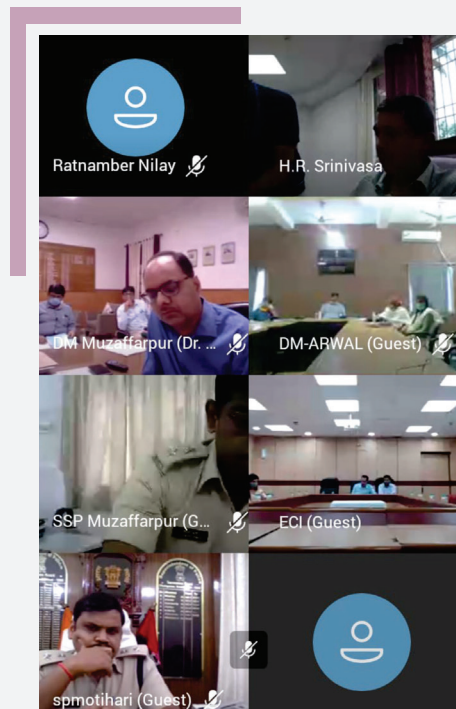 Ratnamber Nilay
H.R. Srinivasa
DM Muzaffarpur (Dr. ...
DM-ARWAL (Guest)
SSP Muzaffarpur (G...
ECI (Guest)
spmotihari (Guest)